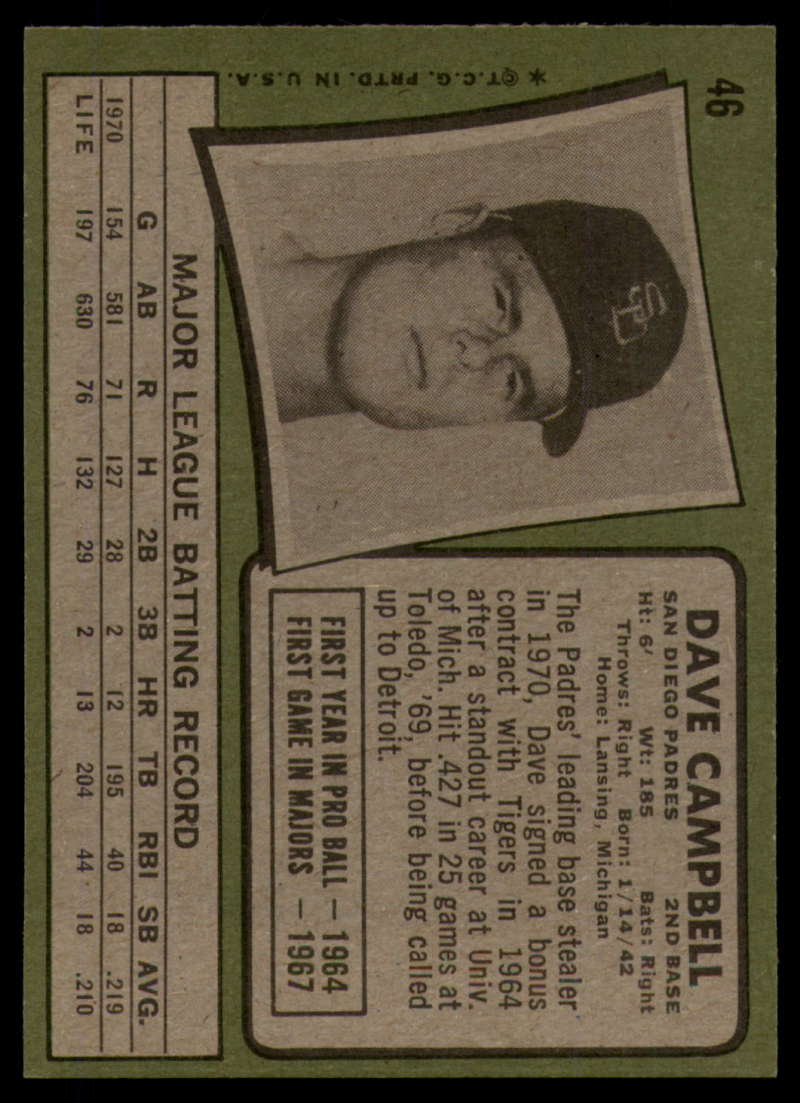 46
DAVE CAMPBELL
SAN DIEGO PADRES 2ND BASE
Ht: 6' Wt: 185 Bats: Right
Throws: Right Born: 1/14/42
Home: Lansing, Michigan
The Padres' leading base stealer
in 1970, Dave signed a bonus
contract with Tigers in 1964
after a standout career at Univ.
of Mich. Hit .427 in 25 games at
Toledo, '69, before being called
up to Detroit.
FIRST YEAR IN PRO BALL — 1964
FIRST GAME IN MAJORS — 1967
SD
MAJOR LEAGUE BATTING RECORD
G AB R H 2B 3B HR TB RBI SB AVG.
1970 154 581 71 127 28 2 12 195 40 18 .219
LIFE 197 630 76 132 29 2 13 204 44 18 .210
* ©T.C.G. PRTD. IN U.S.A.